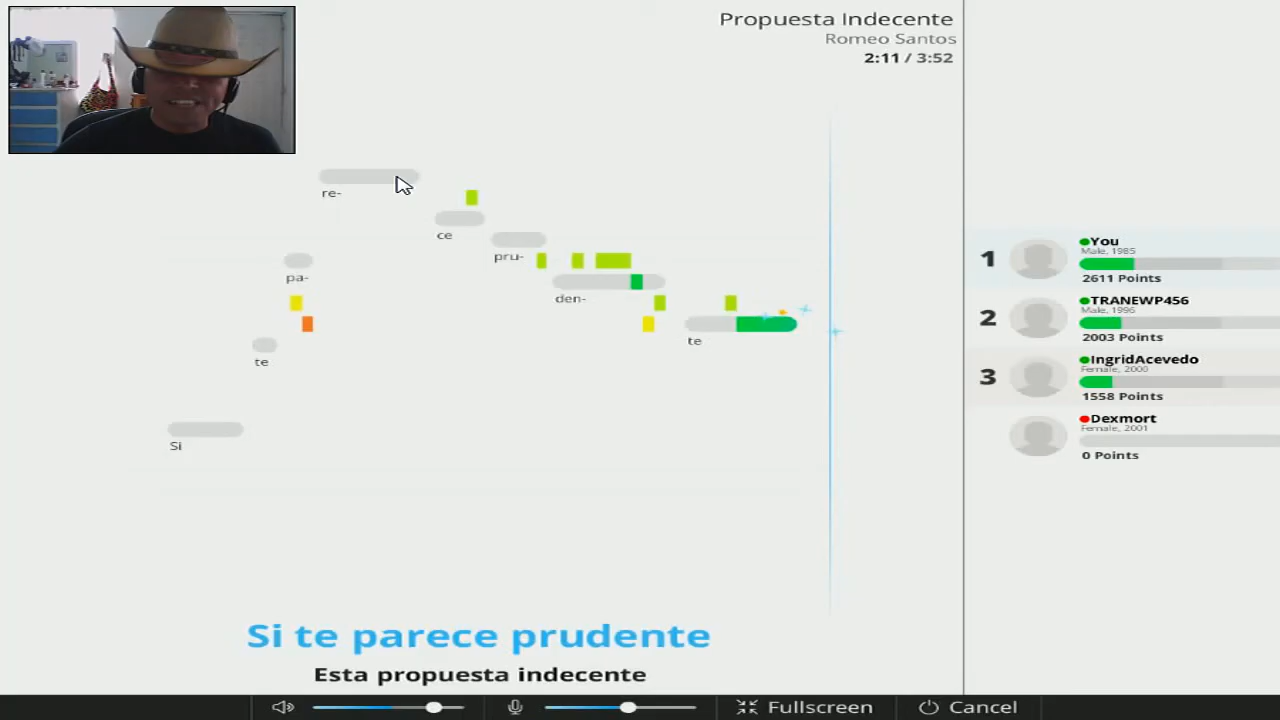 Propuesta Indecente
Romeo Santos
2:11 / 3:52
re-
ce
pru-
pa-
den-
te
te
Si
1
You
Male, 1985
2611 Points
2
TRANEWP456
Male, 1996
2003 Points
3
IngridAcevedo
Female, 2000
1558 Points
Dexmort
Female, 2001
0 Points
Si te parece prudente
Esta propuesta indecente
Fullscreen
Cancel